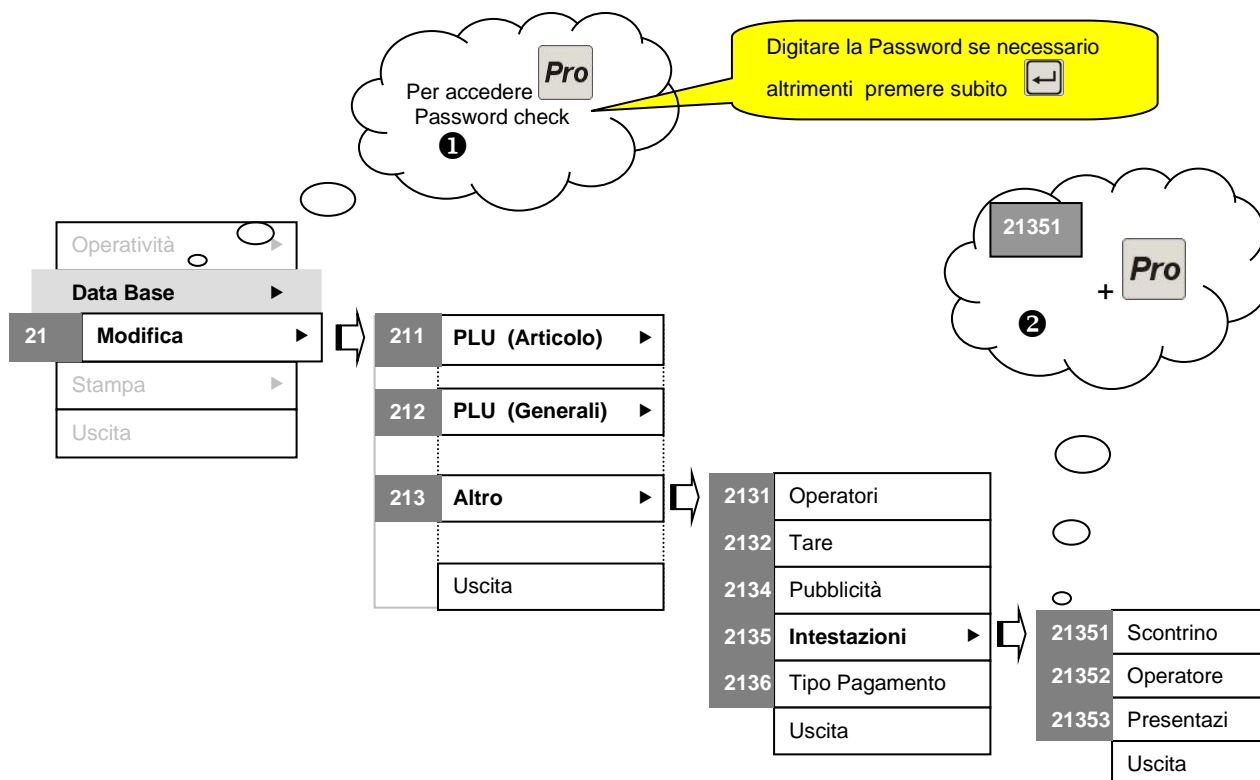 Per accedere Pro
Password check
❶
Digitare la Password se necessario
altrimenti premere subito
21351
+ Pro
❷
Operatività
Data Base
21 Modifica
Stampa
Uscita
211 PLU (Articolo)
212 PLU (Generali)
213 Altro
Uscita
2131 Operatori
2132 Tare
2134 Pubblicità
2135 Intestazioni
2136 Tipo Pagamento
Uscita
21351 Scontrino
21352 Operatore
21353 Presentazi
Uscita